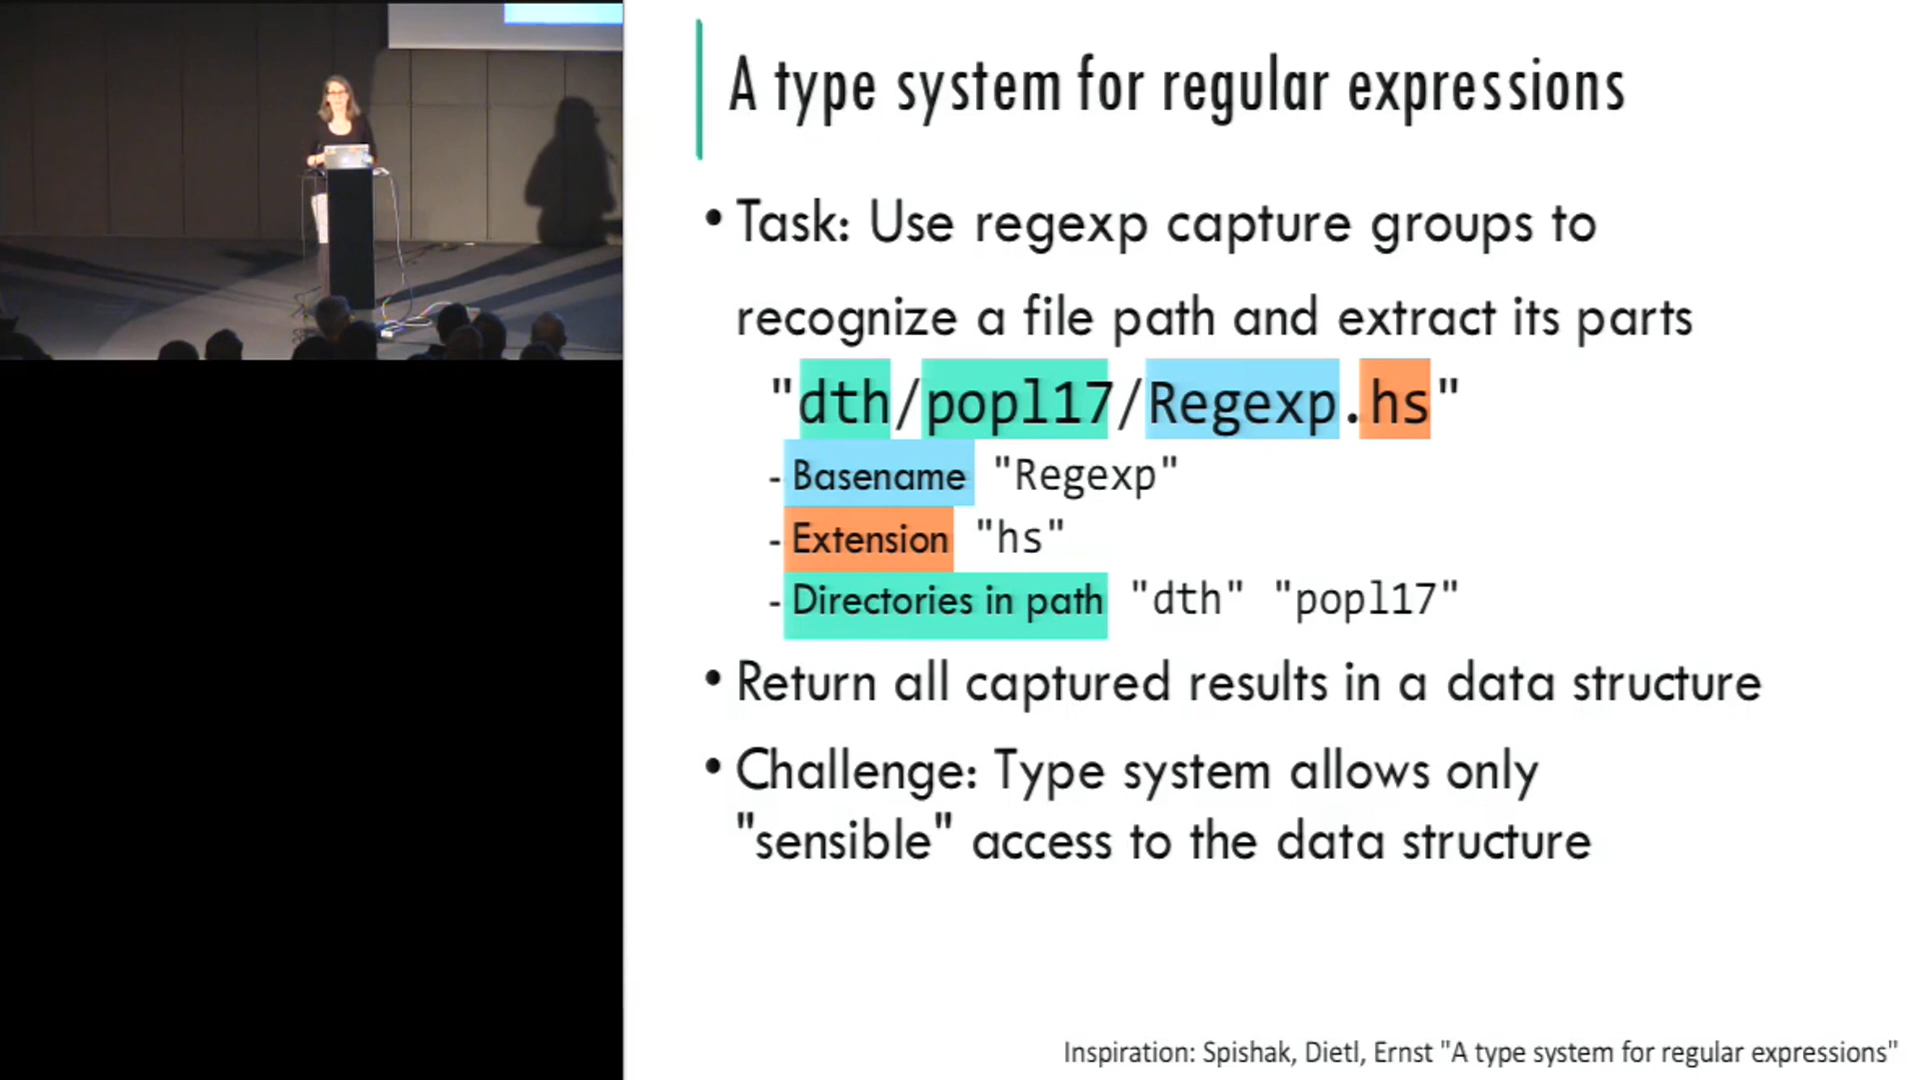 A type system for regular expressions
• Task: Use regexp capture groups to
recognize a file path and extract its parts
"dth/popl17/Regexp.hs"
- Basename "Regexp"
- Extension "hs"
- Directories in path "dth" "popl17"
• Return all captured results in a data structure
• Challenge: Type system allows only
"sensible" access to the data structure
Inspiration: Spishak, Dietl, Ernst "A type system for regular expressions"